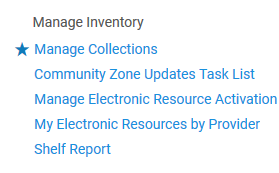 Manage Inventory
Manage Collections
Community Zone Updates Task List
Manage Electronic Resource Activation
My Electronic Resources by Provider
Shelf Report